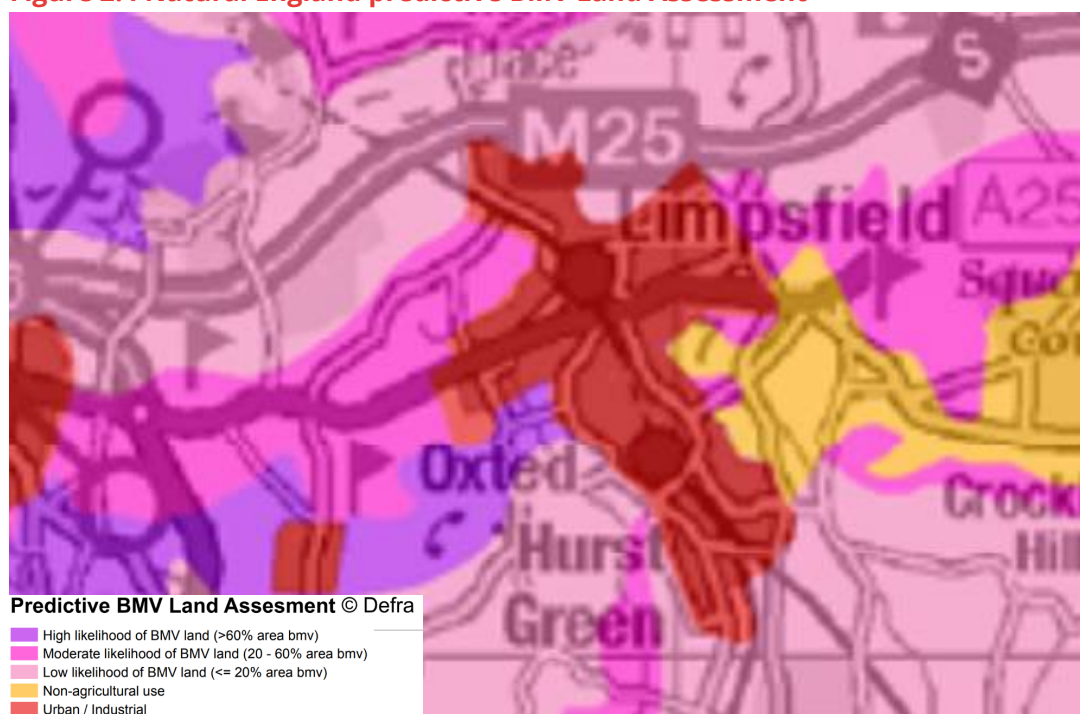 Place
S
M25
Limpsfield
A25
5
Oxted
Hurst
Green
Hill
Predictive BMV Land Assesment © Defra
High likelihood of BMV land (>60% area bmv)
Moderate likelihood of BMV land (20 - 60% area bmv)
Low likelihood of BMV land (<= 20% area bmv)
Non-agricultural use
Urban / Industrial